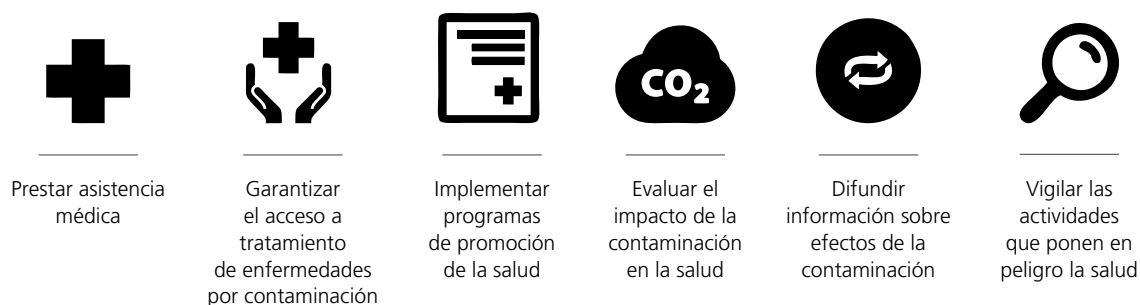 CO₂
Prestar asistencia
médica
Garantizar
el acceso a
tratamiento
de enfermedades
por contaminación
Implementar
programas
de promoción
de la salud
Evaluar el
impacto de la
contaminación
en la salud
Difundir
información sobre
efectos de la
contaminación
Vigilar las
actividades
que ponen en
peligro la salud